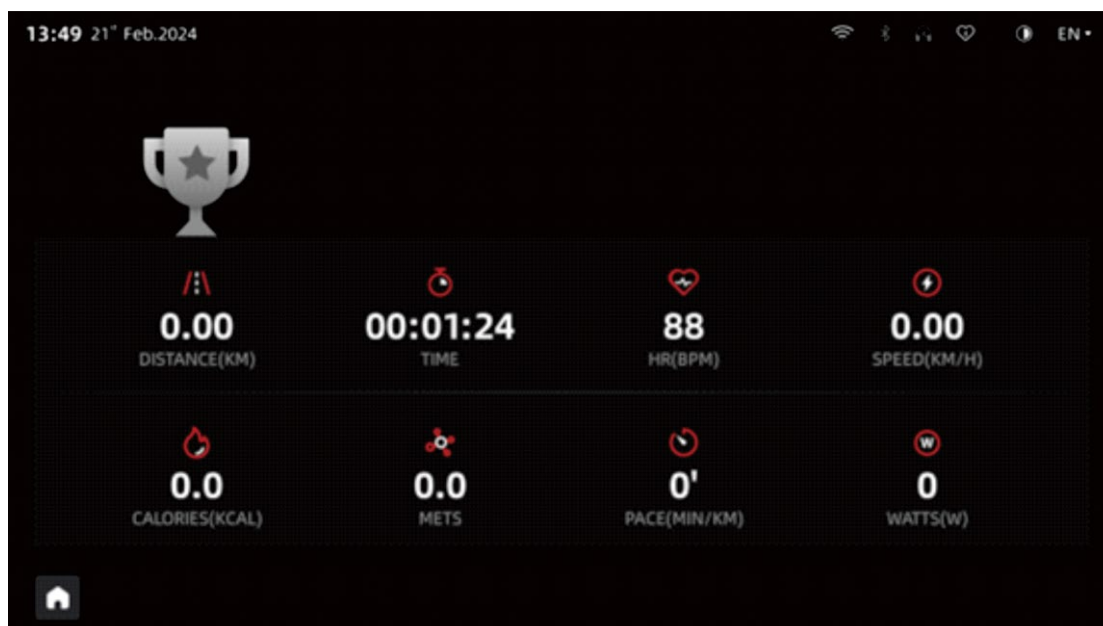 13:49 21st Feb.2024 EN
0.00 00:01:24 88 0.00
DISTANCE(KM) TIME HR(BPM) SPEED(KM/H)
0.0 0.0 0' 0
CALORIES(KCAL) METS PACE(MIN/KM) WATTS(W)